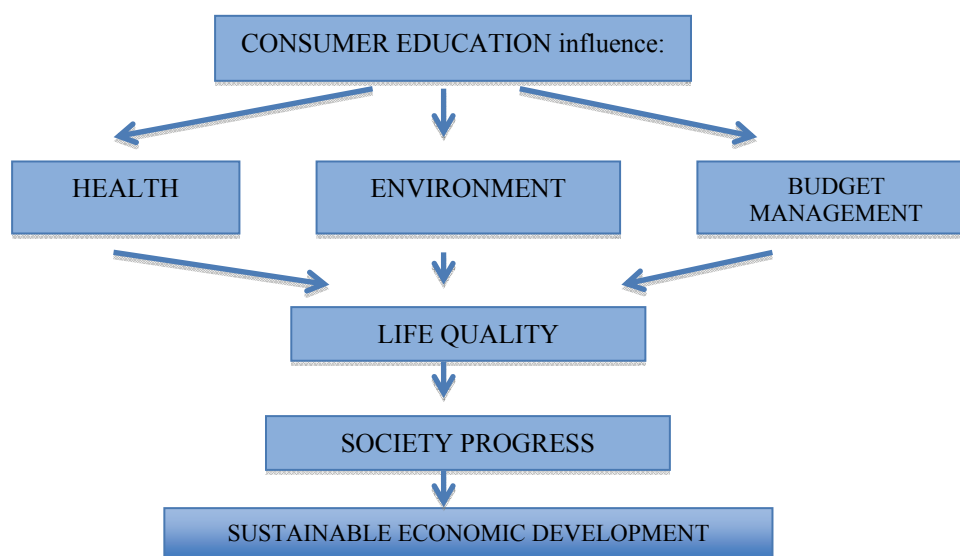 CONSUMER EDUCATION influence:
HEALTH
ENVIRONMENT
BUDGET
MANAGEMENT
LIFE QUALITY
SOCIETY PROGRESS
SUSTAINABLE ECONOMIC DEVELOPMENT